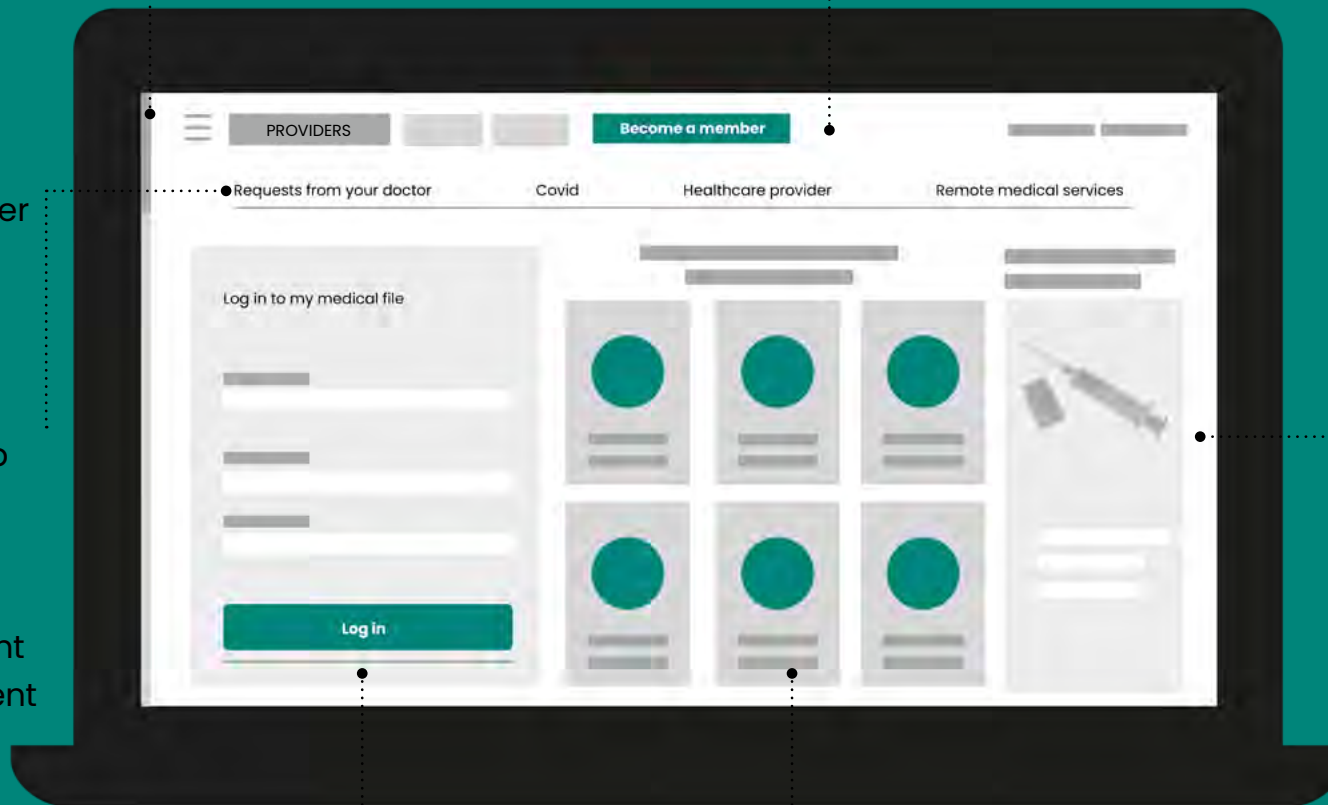 PROVIDERS
Become a member
Requests from your doctor Covid Healthcare provider Remote medical services
Log in to my medical file
Log in